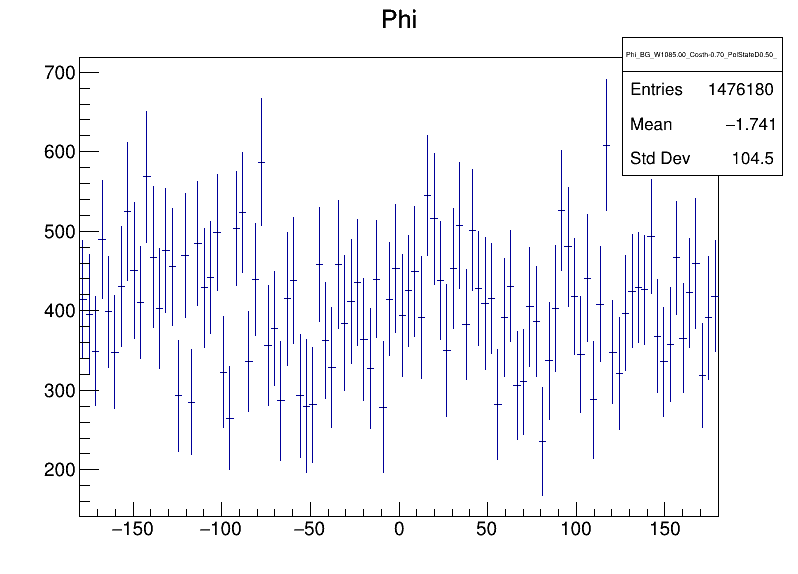 Phi
Phi_BG_W1085.00_Costh-0.70_PolStateD0.50_
Entries 1476180
Mean −1.741
Std Dev 104.5
700
600
500
400
300
200
−150 −100 −50 0 50 100 150